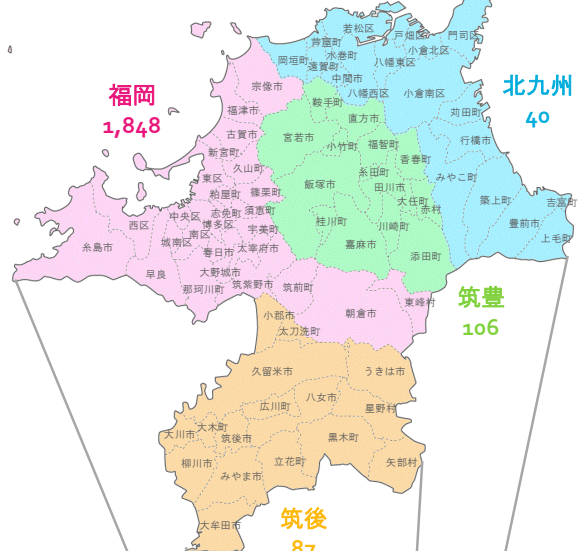 若松区
戸畑区
門司区
芦屋町
小倉北区
水巻町
岡垣町
遠賀町
八幡東区
中間市
宗像市
八幡西区
小倉南区
北九州
40
福岡
1,848
鞍手町
福津市
直方市
苅田町
古賀市
宮若市
小竹町
福智町
行橋市
新宮町
香春町
久山町
糸田町
みやこ町
東区
飯塚市
田川市
粕屋町
篠栗町
大任町
築上町
吉富町
中央区
志免町
須恵町
赤村
西区
博多区
桂川町
川崎町
豊前市
南区
宇美町
城南区
嘉麻市
上毛町
糸島市
春日市
太宰府市
添田町
早良
大野城市
那珂川町
筑紫野市
筑前町
筑豊
106
東峰村
小郡市
朝倉市
太刀洗町
久留米市
うきは市
八女市
広川町
星野村
大木町
大川市
筑後市
黒木町
柳川市
立花町
矢部村
みやま市
大牟田市
筑後
87